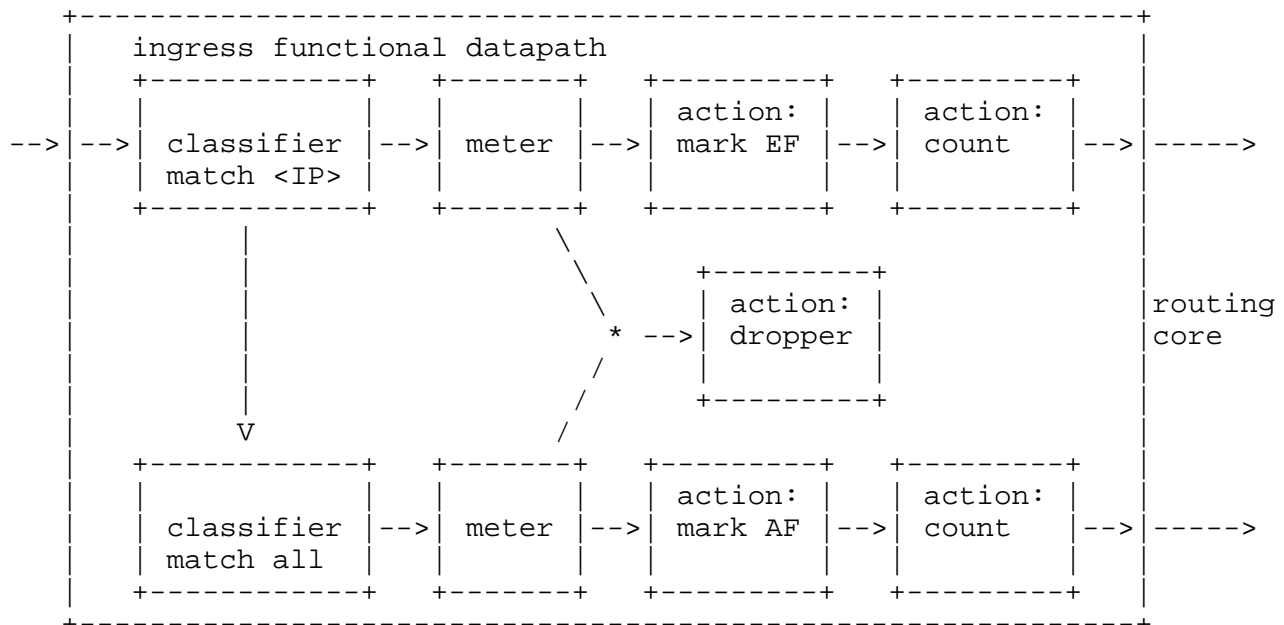 ingress functional datapath
action: action:
classifier meter mark EF count
match <IP>
action: routing
* dropper core
V
action: action:
classifier meter mark AF count
match all